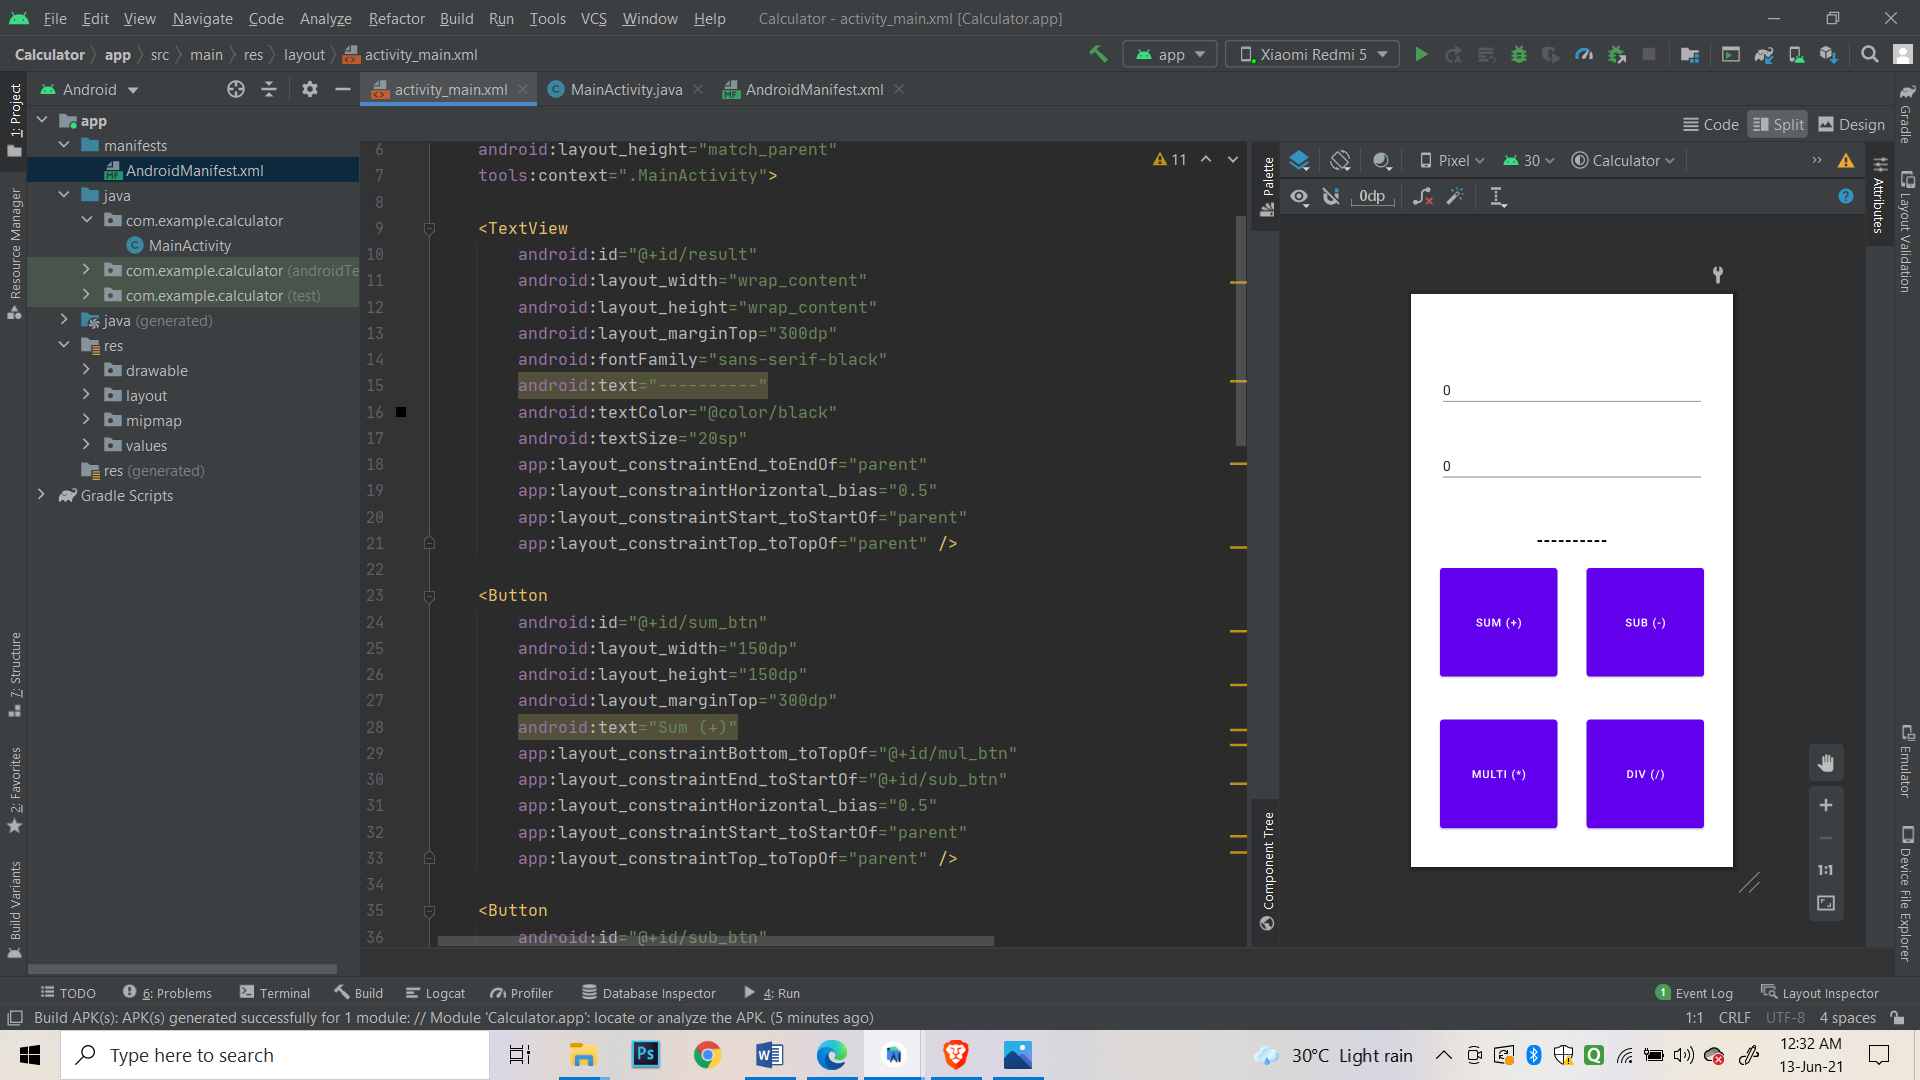 File Edit View Navigate Code Analyze Refactor Build Run Tools VCS Window Help Calculator - activity_main.xml [Calculator.app]
Calculator app src main res layout activity_main.xml app Xiaomi Redmi 5
Android activity_main.xml MainActivity.java AndroidManifest.xml
Code Split Design
1: Project
Resource Manager
7: Structure
2: Favorites
Build Variants
app
manifests
AndroidManifest.xml
java
com.example.calculator
MainActivity
com.example.calculator (androidTe
com.example.calculator (test)
java (generated)
res
drawable
layout
mipmap
values
res (generated)
Gradle Scripts
11
6 android:layout_height="match_parent"
7 tools:context=".MainActivity">
8
9 <TextView
10 android:id="@+id/result"
11 android:layout_width="wrap_content"
12 android:layout_height="wrap_content"
13 android:layout_marginTop="300dp"
14 android:fontFamily="sans-serif-black"
15 android:text="----------"
16 android:textColor="@color/black"
17 android:textSize="20sp"
18 app:layout_constraintEnd_toEndOf="parent"
19 app:layout_constraintHorizontal_bias="0.5"
20 app:layout_constraintStart_toStartOf="parent"
21 app:layout_constraintTop_toTopOf="parent" />
22
23 <Button
24 android:id="@+id/sum_btn"
25 android:layout_width="150dp"
26 android:layout_height="150dp"
27 android:layout_marginTop="300dp"
28 android:text="Sum (+)"
29 app:layout_constraintBottom_toTopOf="@+id/mul_btn"
30 app:layout_constraintEnd_toStartOf="@+id/sub_btn"
31 app:layout_constraintHorizontal_bias="0.5"
32 app:layout_constraintStart_toStartOf="parent"
33 app:layout_constraintTop_toTopOf="parent" />
34
35 <Button
36 android:id="@+id/sub_btn"
Palette
Component Tree
Pixel 30 Calculator
0dp
0
0
----------
SUM (+) SUB (-)
MULTI (*) DIV (/)
1:1
Attributes
Gradle
Layout Validation
Emulator
Device File Explorer
TODO 6: Problems Terminal Build Logcat Profiler Database Inspector 4: Run 1 Event Log Layout Inspector
Build APK(s): APK(s) generated successfully for 1 module: // Module 'Calculator.app': locate or analyze the APK. (5 minutes ago) 1:1 CRLF UTF-8 4 spaces
Type here to search Ps 30°C Light rain 12:32 AM
13-Jun-21